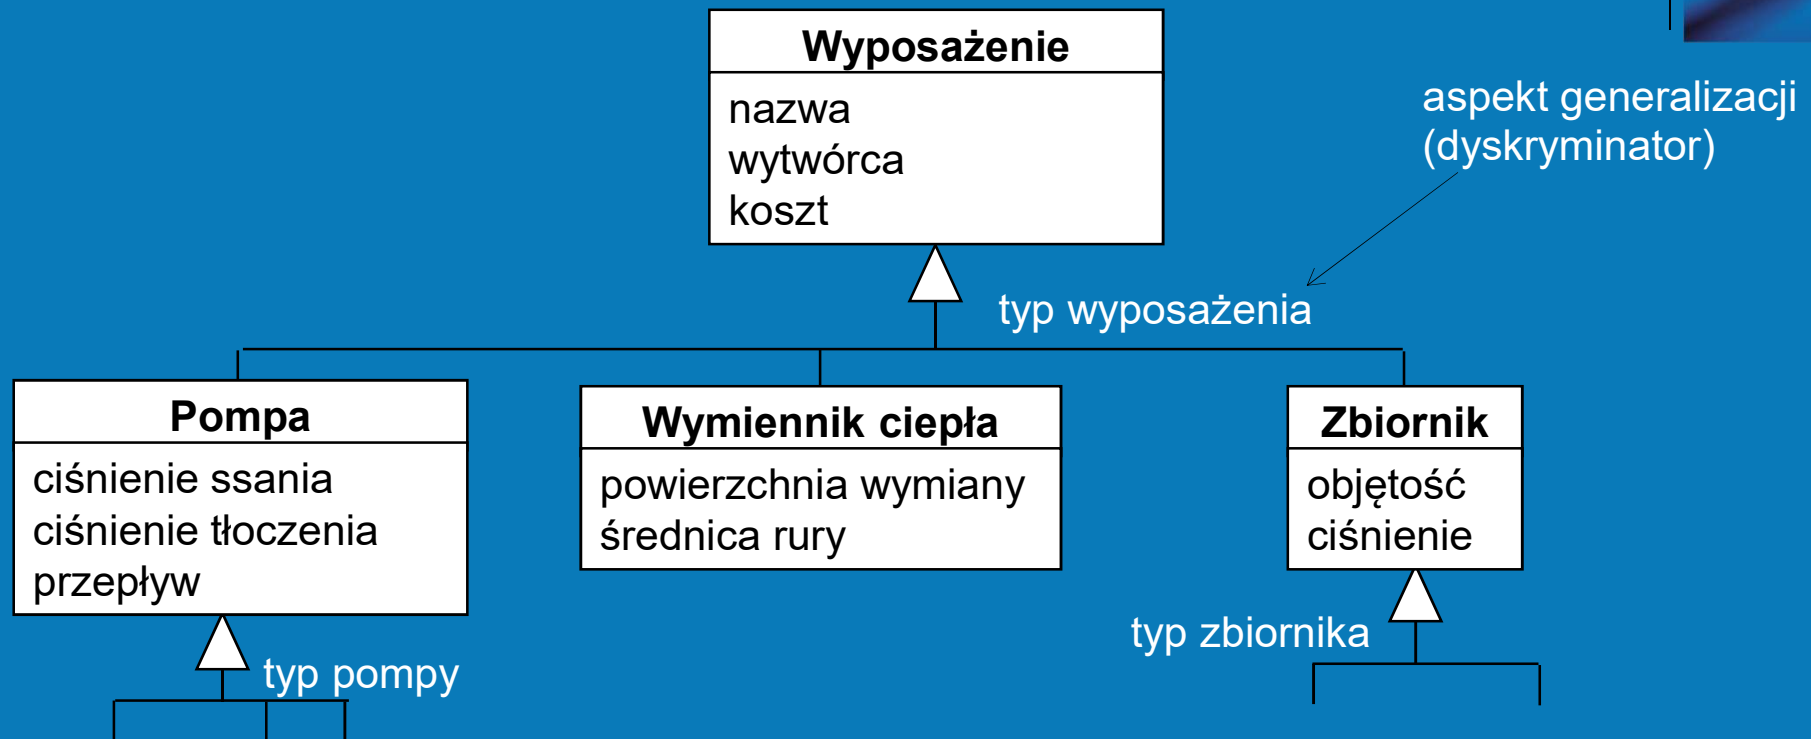 Wyposażenie
nazwa
wytwórca
koszt
aspekt generalizacji
(dyskryminator)
typ wyposażenia
Pompa
ciśnienie ssania
ciśnienie tłoczenia
przepływ
Wymiennik ciepła
powierzchnia wymiany
średnica rury
Zbiornik
objętość
ciśnienie
typ pompy
typ zbiornika